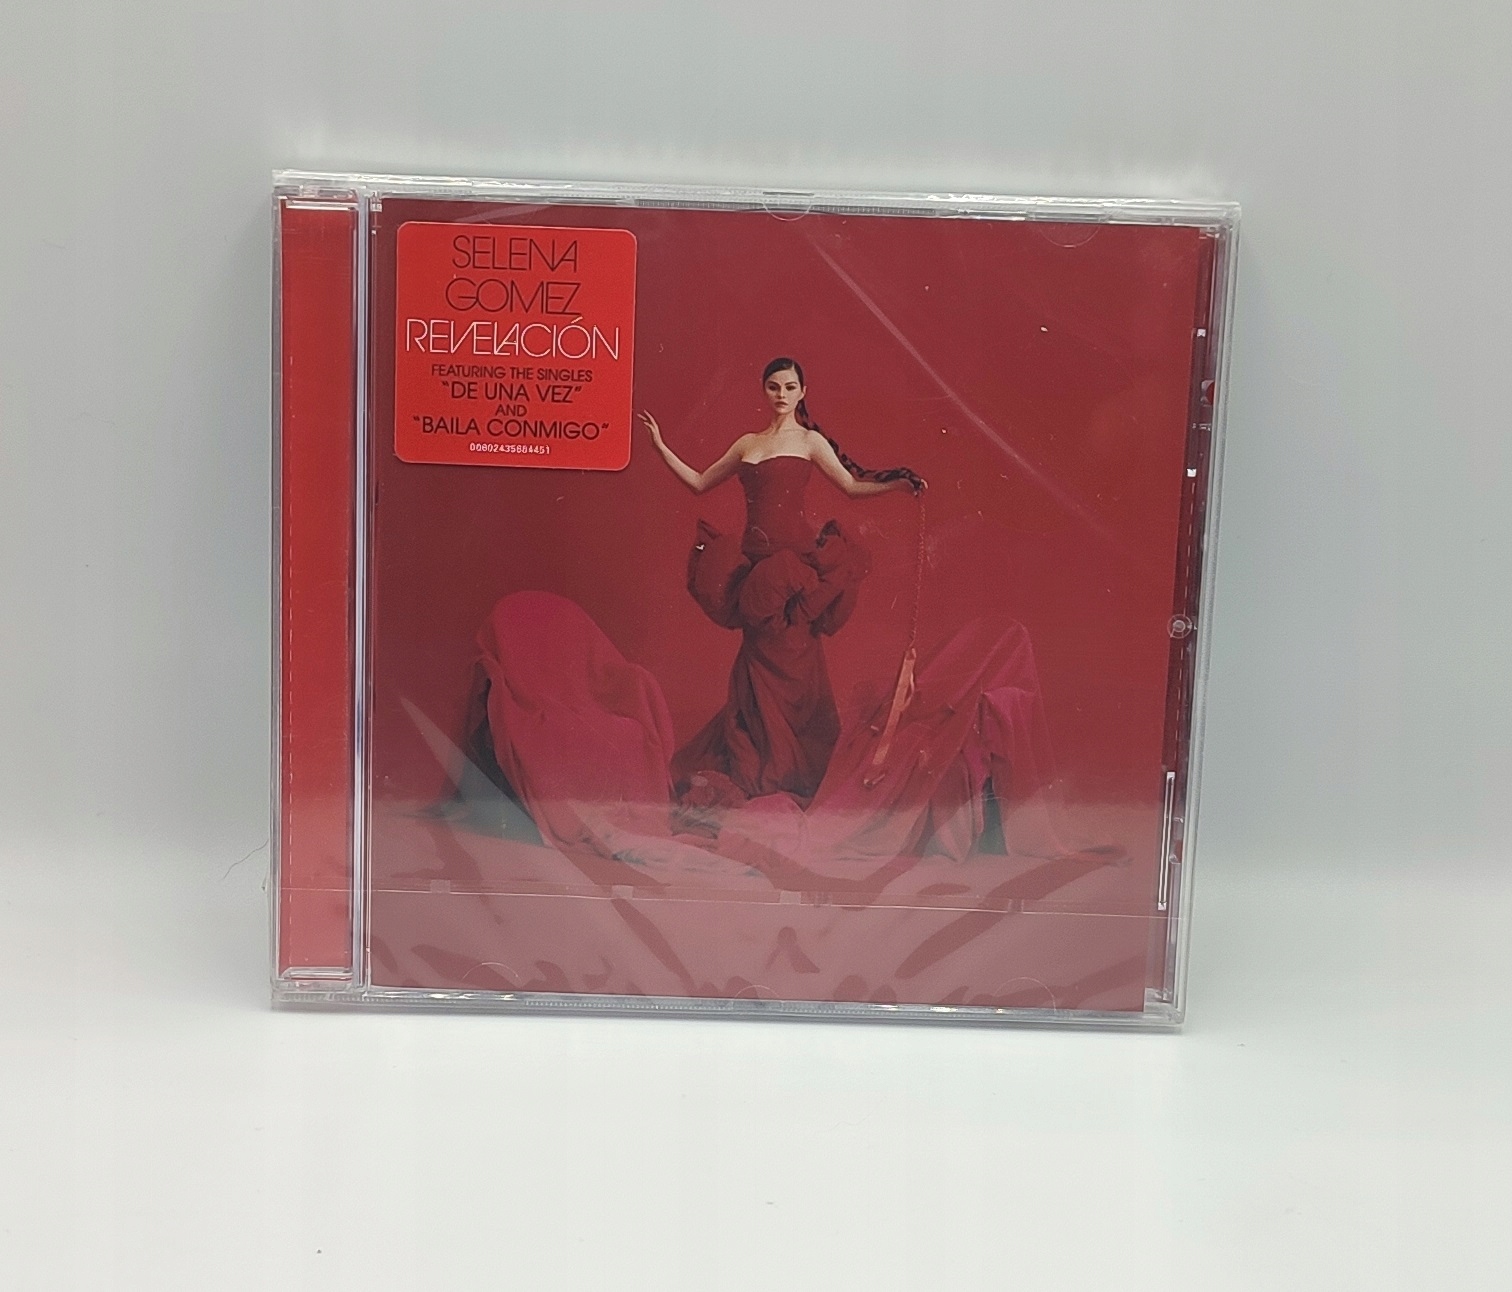 SELENA
GOMEZ
REVELACIÓN
FEATURING THE SINGLES
"DE UNA VEZ"
AND
"BAILA CONMIGO"
00602435684451